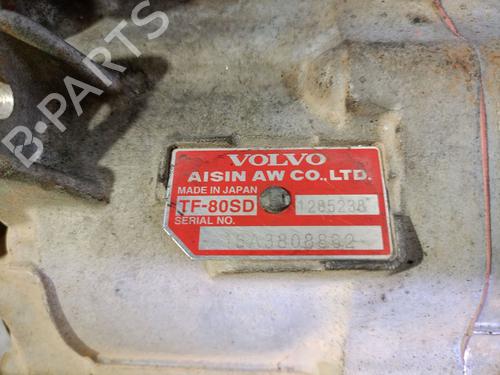 B-PARTS
VOLVO
AISIN AW CO.,LTD.
MADE IN JAPAN
TF-80SD 1285238
SERIAL NO.